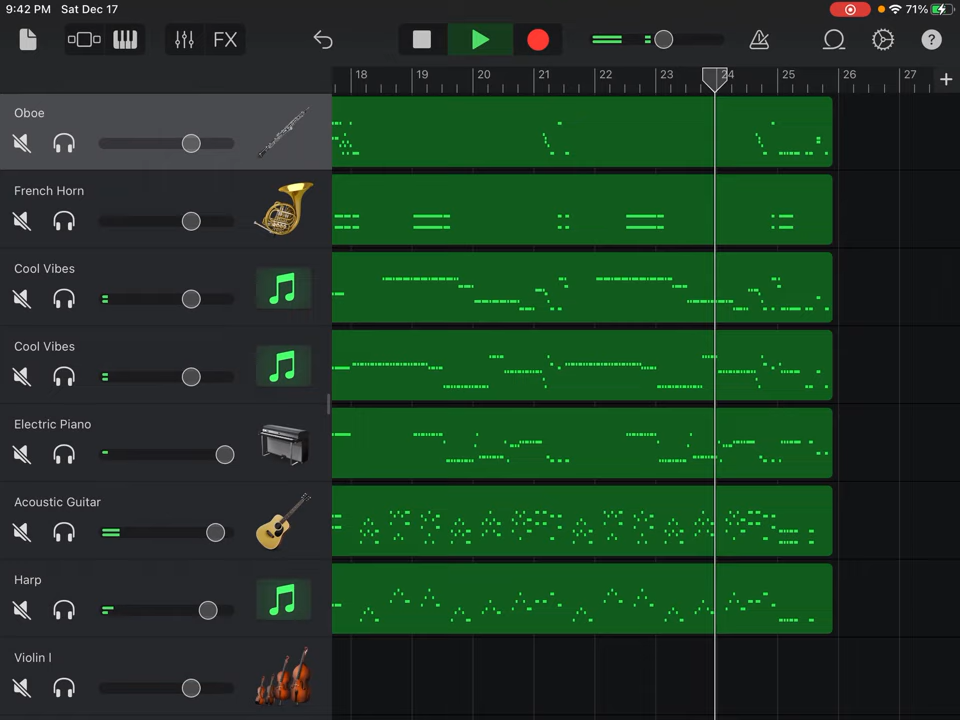 9:42 PM Sat Dec 17 71%
FX ?
18 19 20 21 22 23 24 25 26 27 +
Oboe
French Horn
Cool Vibes
Cool Vibes
Electric Piano
Acoustic Guitar
Harp
Violin I